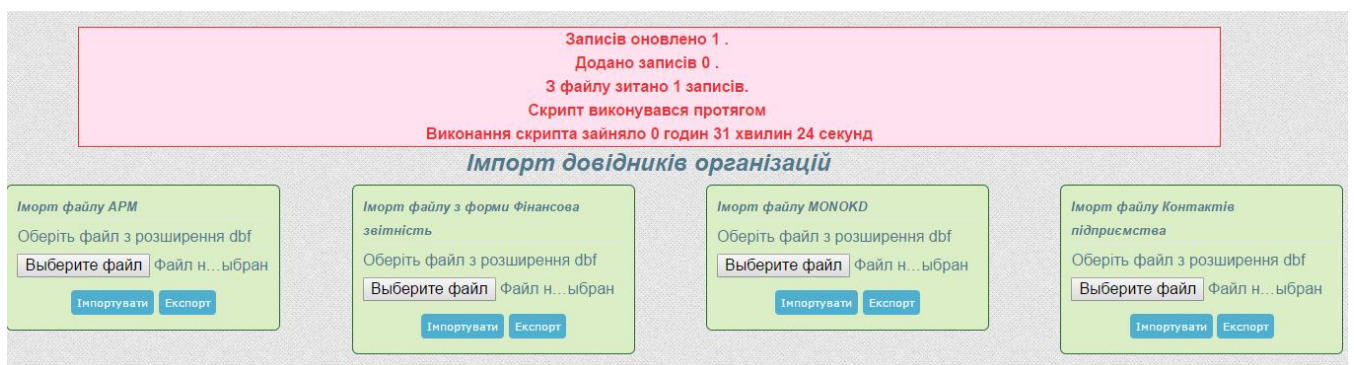 Записів оновлено 1 .
Додано записів 0 .
З файлу зитано 1 записів.
Скрипт виконувався протягом
Виконання скрипта зайняло 0 годин 31 хвилин 24 секунд
Імпорт довідників організацій
Іморт файлу АРМ
Оберіть файл з розширення dbf
Выберите файл Файл н...ыбран
Імпортувати Експорт
Іморт файлу з форми Фінансова
звітність
Оберіть файл з розширення dbf
Выберите файл Файл н...ыбран
Імпортувати Експорт
Іморт файлу MONOKD
Оберіть файл з розширення dbf
Выберите файл Файл н...ыбран
Імпортувати Експорт
Іморт файлу Контактів
підприємства
Оберіть файл з розширення dbf
Выберите файл Файл н...ыбран
Імпортувати Експорт